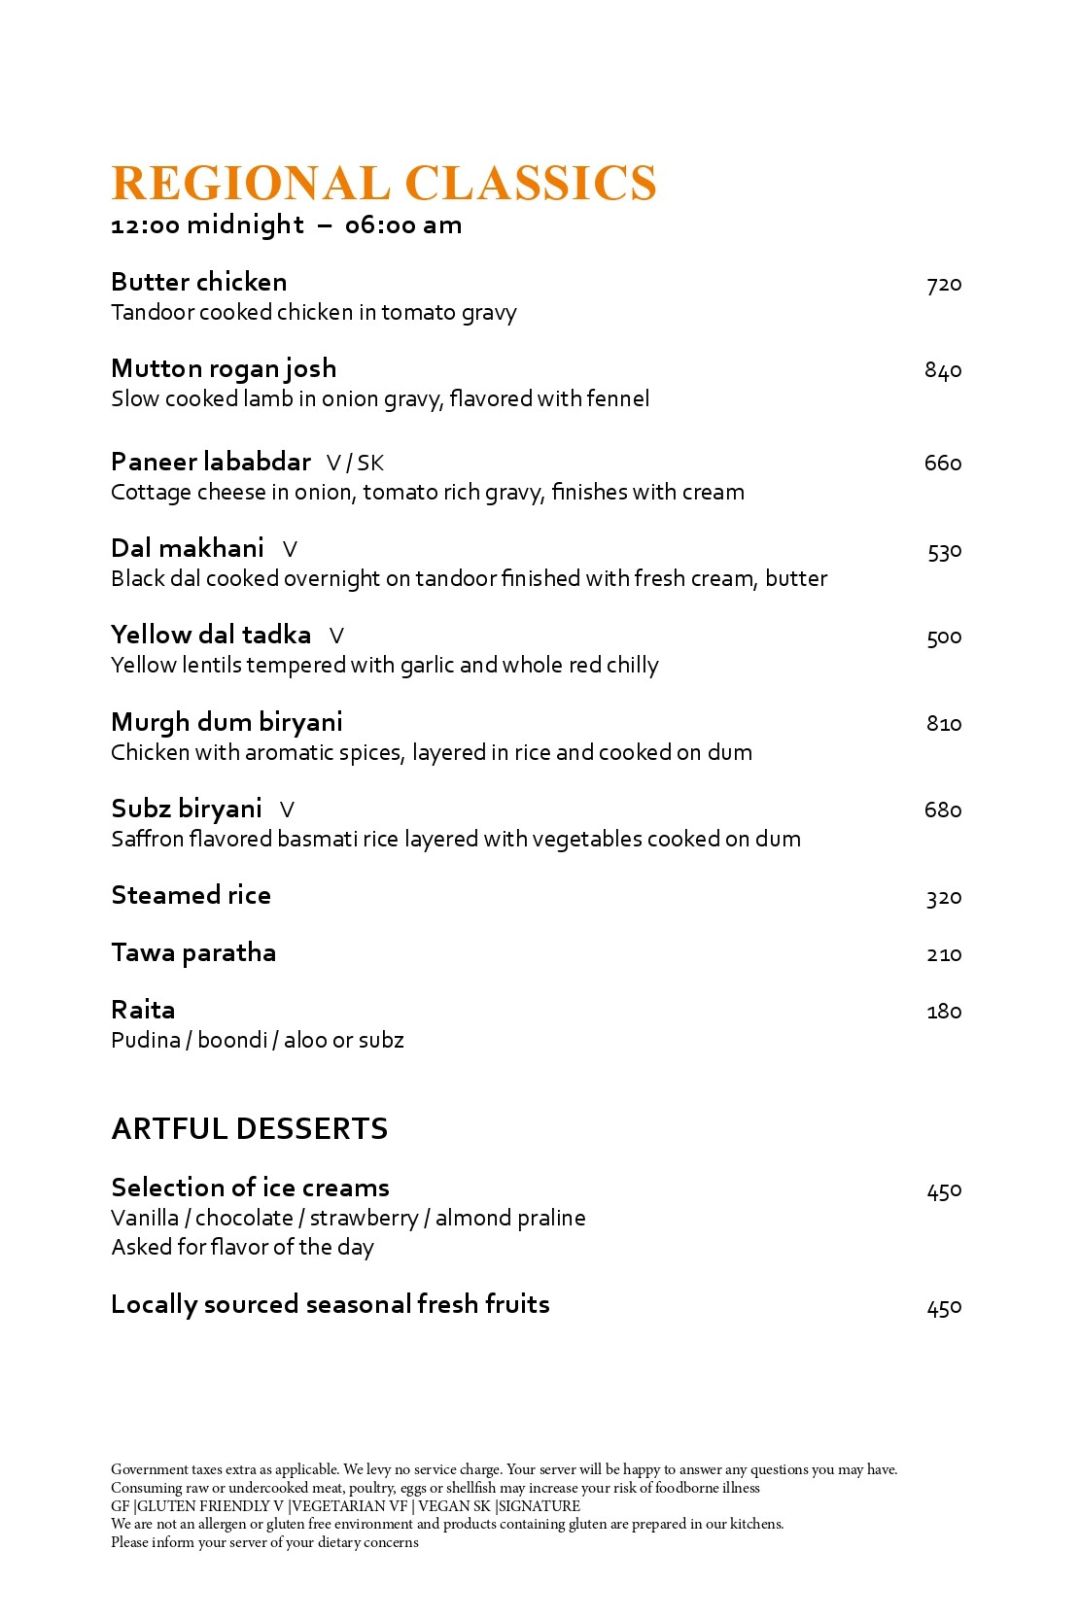 REGIONAL CLASSICS
12:00 midnight – 06:00 am
Butter chicken 720
Tandoor cooked chicken in tomato gravy
Mutton rogan josh 840
Slow cooked lamb in onion gravy, flavored with fennel
Paneer lababdar V / SK 660
Cottage cheese in onion, tomato rich gravy, finishes with cream
Dal makhani V 530
Black dal cooked overnight on tandoor finished with fresh cream, butter
Yellow dal tadka V 500
Yellow lentils tempered with garlic and whole red chilly
Murgh dum biryani 810
Chicken with aromatic spices, layered in rice and cooked on dum
Subz biryani V 680
Saffron flavored basmati rice layered with vegetables cooked on dum
Steamed rice 320
Tawa paratha 210
Raita 180
Pudina / boondi / aloo or subz
ARTFUL DESSERTS
Selection of ice creams 450
Vanilla / chocolate / strawberry / almond praline
Asked for flavor of the day
Locally sourced seasonal fresh fruits 450
Government taxes extra as applicable. We levy no service charge. Your server will be happy to answer any questions you may have.
Consuming raw or undercooked meat, poultry, eggs or shellfish may increase your risk of foodborne illness
GF |GLUTEN FRIENDLY V |VEGETARIAN VF | VEGAN SK |SIGNATURE
We are not an allergen or gluten free environment and products containing gluten are prepared in our kitchens.
Please inform your server of your dietary concerns